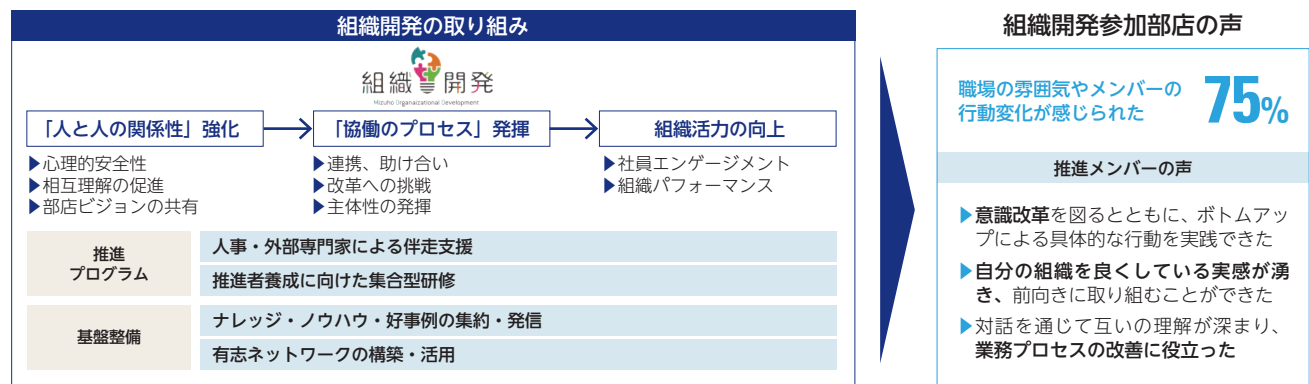 組織開発の取り組み
組織開発
Mizuho Organizational Development
「人と人の関係性」強化
「協働のプロセス」発揮
組織活力の向上
▶心理的安全性
▶相互理解の促進
▶部店ビジョンの共有
▶連携、助け合い
▶改革への挑戦
▶主体性の発揮
▶社員エンゲージメント
▶組織パフォーマンス
推進
プログラム
人事・外部専門家による伴走支援
推進者養成に向けた集合型研修
基盤整備
ナレッジ・ノウハウ・好事例の集約・発信
有志ネットワークの構築・活用
組織開発参加部店の声
職場の雰囲気やメンバーの
行動変化が感じられた
75%
推進メンバーの声
▶意識改革を図るとともに、ボトムアッ
プによる具体的な行動を実践できた
▶自分の組織を良くしている実感が湧
き、前向きに取り組むことができた
▶対話を通じて互いの理解が深まり、
業務プロセスの改善に役立った